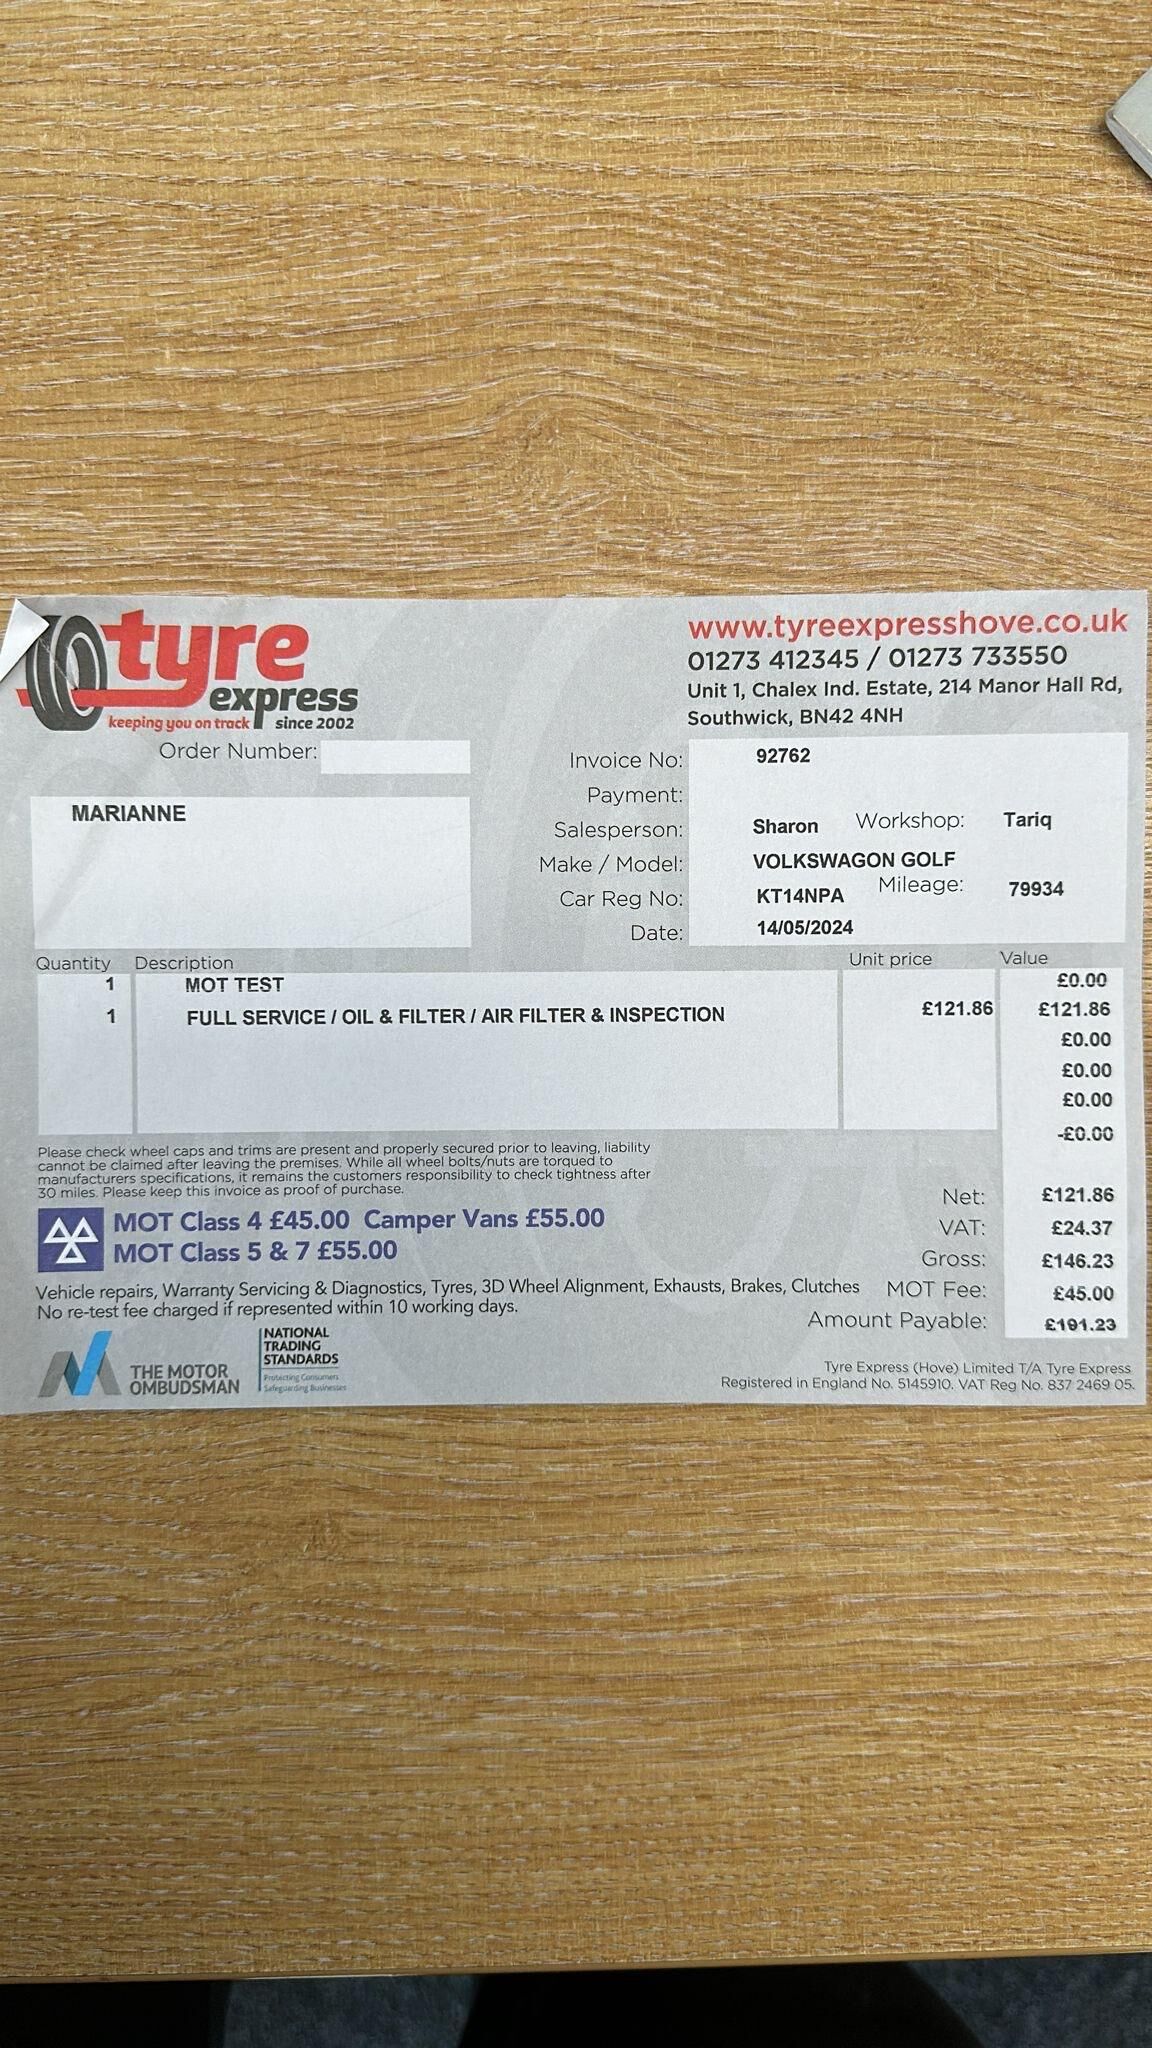 tyre
express
keeping you on track since 2002
www.tyreexpresshove.co.uk
01273 412345 / 01273 733550
Unit 1, Chalex Ind. Estate, 214 Manor Hall Rd,
Southwick, BN42 4NH
Order Number:
MARIANNE
Invoice No: 92762
Payment:
Salesperson: Sharon Workshop: Tariq
Make / Model: VOLKSWAGON GOLF
Car Reg No: KT14NPA Mileage: 79934
Date: 14/05/2024
Quantity Description Unit price Value
1 MOT TEST £0.00
1 FULL SERVICE / OIL & FILTER / AIR FILTER & INSPECTION £121.86 £121.86
£0.00
£0.00
£0.00
-£0.00
Please check wheel caps and trims are present and properly secured prior to leaving, liability
cannot be claimed after leaving the premises. While all wheel bolts/nuts are torqued to
manufacturers specifications, it remains the customers responsibility to check tightness after
30 miles. Please keep this invoice as proof of purchase.
MOT Class 4 £45.00 Camper Vans £55.00
MOT Class 5 & 7 £55.00
Vehicle repairs, Warranty Servicing & Diagnostics, Tyres, 3D Wheel Alignment, Exhausts, Brakes, Clutches
No re-test fee charged if represented within 10 working days.
Net: £121.86
VAT: £24.37
Gross: £146.23
MOT Fee: £45.00
Amount Payable: £191.23
THE MOTOR
OMBUDSMAN
NATIONAL
TRADING
STANDARDS
Protecting Consumers
Safeguarding Businesses
Tyre Express (Hove) Limited T/A Tyre Express
Registered in England No. 5145910. VAT Reg No. 837 2469 05.